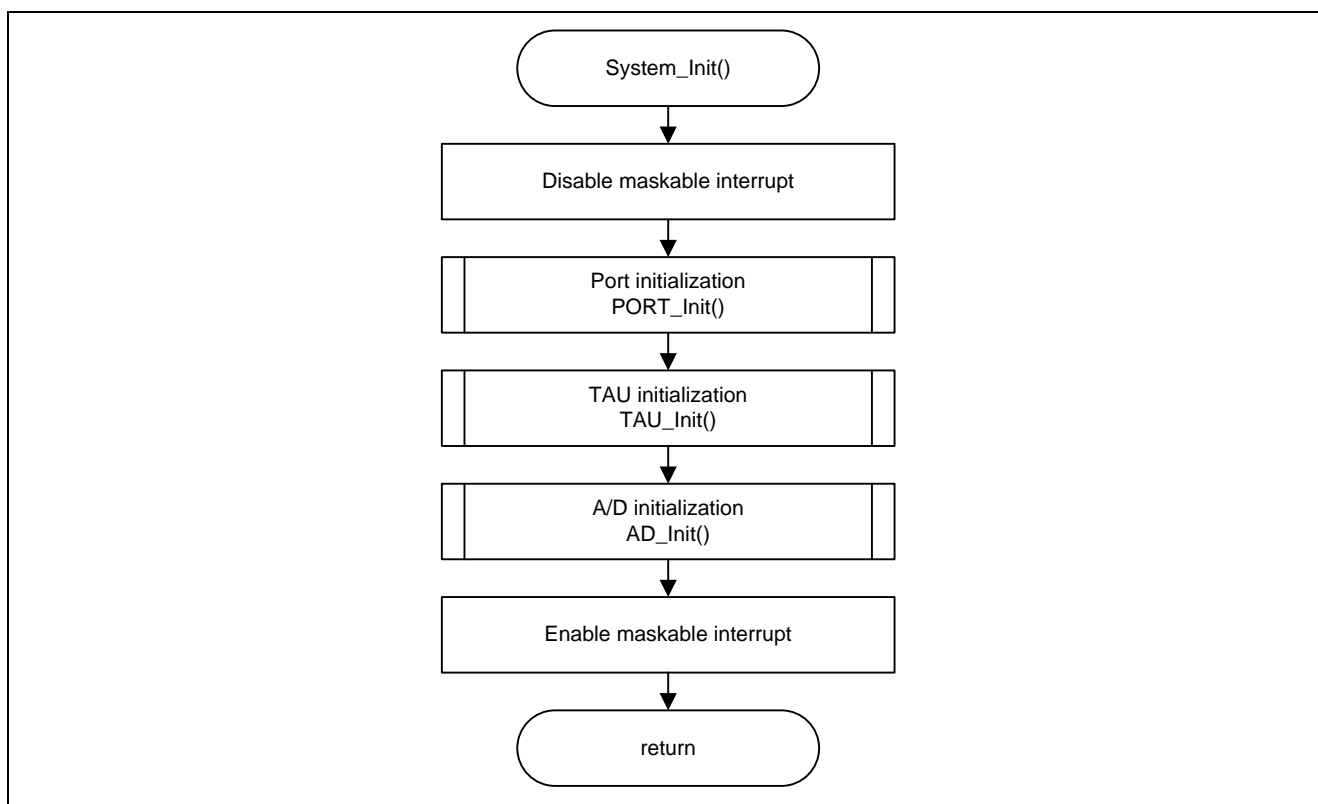 System_Init()
Disable maskable interrupt
Port initialization
PORT_Init()
TAU initialization
TAU_Init()
A/D initialization
AD_Init()
Enable maskable interrupt
return